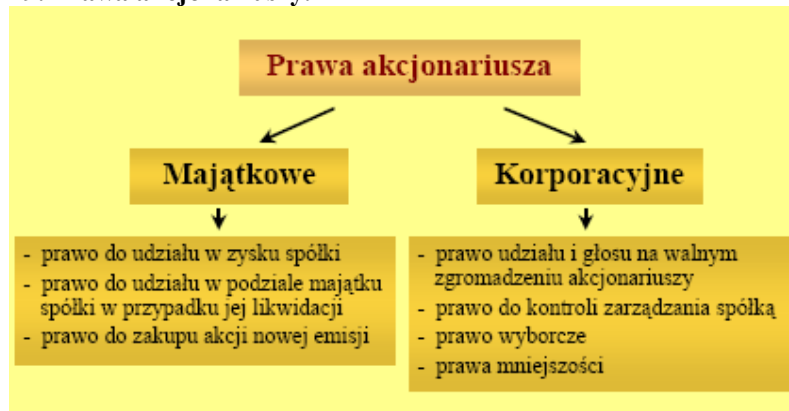 Prawa akcjonariusza
Majątkowe
- prawo do udziału w zysku spółki
- prawo do udziału w podziale majątku
spółki w przypadku jej likwidacji
- prawo do zakupu akcji nowej emisji
Korporacyjne
- prawo udziału i głosu na walnym
zgromadzeniu akcjonariuszy
- prawo do kontroli zarządzania spółką
- prawo wyborcze
- prawa mniejszości